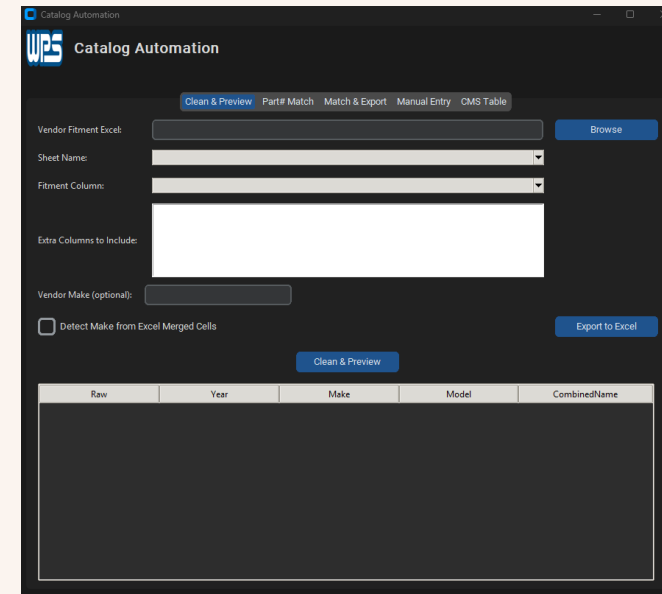 Catalog Automation
WPS Catalog Automation
Clean & Preview Part# Match Match & Export Manual Entry CMS Table
Vendor Fitment Excel: Browse
Sheet Name:
Fitment Column:
Extra Columns to Include:
Vendor Make (optional):
Detect Make from Excel Merged Cells Export to Excel
Clean & Preview
Raw Year Make Model CombinedName